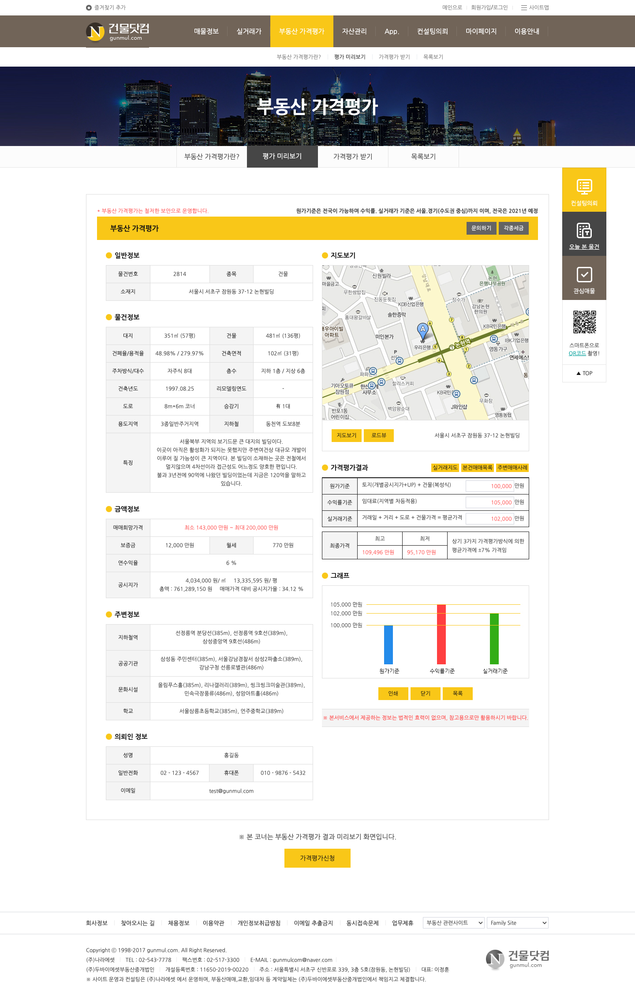 즐겨찾기 추가
메인으로 회원가입/로그인 사이트맵
N 건물닷컴
gunmul.com
매물정보 실거래가 부동산 가격평가 자산관리 App. 컨설팅의뢰 마이페이지 이용안내
부동산 가격평가란? 평가 미리보기 가격평가 받기 목록보기
부동산 가격평가
부동산 가격평가란? 평가 미리보기 가격평가 받기 목록보기
컨설팅의뢰
오늘 본 물건
관심매물
스마트폰으로
QR코드 촬영!
▲ TOP
* 부동산 가격평가는 철저한 보안으로 운영합니다.
원가기준은 전국이 가능하며 수익률. 실거래가 기준은 서울.경기(수도권 중심)까지 이며, 전국은 2021년 예정
부동산 가격평가
문의하기 각종세금
일반정보
물건번호 2814 종목 건물
소재지 서울시 서초구 잠원동 37-12 논현빌딩
물건정보
대지 351㎡ (57평) 건물 481㎡ (136평)
건폐율/용적율 48.98% / 279.97% 건축면적 102㎡ (31평)
주차방식/대수 자주식 8대 층수 지하 1층 / 지상 6층
건축년도 1997.08.25 리모델링연도 -
도로 8m*6m 코너 승강기 有 1대
용도지역 3종일반주거지역 지하철 동천역 도보8분
특징
서울북부 지역의 보기드문 큰 대지의 빌딩이다.
이곳이 아직은 활성화가 되지는 못했지만 주변여건상 대규모 개발이
이루어 질 가능성이 큰 지역이다. 본 빌딩이 소재하는 곳은 전철에서
멀지않으며 4차선이라 접근성도 어느정도 양호한 편입니다.
불과 3년전에 90억에 나왔던 빌딩이었는데 지금은 120억을 말하고
있습니다.
금액정보
매매희망가격 최소 143,000 만원 ~ 최대 200,000 만원
보증금 12,000 만원 월세 770 만원
연수익율 6 %
공시지가
4,034,000 원/ ㎡ 13,335,595 원/ 평
총액 : 761,289,150 원 매매가격 대비 공시지가율 : 34.12 %
주변정보
지하철역
선정릉역 분당선(385m), 선정릉역 9호선(389m),
삼성중앙역 9호선(486m)
공공기관
삼성동 주민센터(385m), 서울강남경찰서 삼성2파출소(389m),
강남구청 선릉로별관(486m)
문화시설
올림푸스홀(385m), 리나갤러리(389m), 씽크씽크미술관(389m),
민속극장풍류(486m), 성암아트홀(486m)
학교 서울삼릉초등학교(385m), 언주중학교(389m)
의뢰인 정보
성명 홍길동
일반전화 02 - 123 - 4567 휴대폰 010 - 9876 - 5432
이메일 test@gunmul.com
지도보기
신원빌라
강남대로
논현
은행나무공원
마을금고
무한쌈밥집
진동둔횟집
KDB산업은행
장수가
강남논현
한의원
홍대왕갈비살
솔한증막
7
6
KB국민은행
학동로
아파트
미인본가
A
우리은행
8
논현역
IBK기업은행
5
1
영동가구
4
2
3
기아오토큐
잠원점
사무소
할리스커피
무화잠
백암왕순대
J와인샵
반포1동
어린이집
영동농협
지도보기 로드뷰 서울시 서초구 잠원동 37-12 논현빌딩
가격평가결과
실거래지도 본건매매목록 주변매매사례
원가기준 토지(개별공시지가+UP) + 건물(복성식) 100,000 만원
수익률기준 임대료(지역별 차등적용) 105,000 만원
실거래기준 거래일 + 거리 + 도로 + 건물가격 = 평균가격 102,000 만원
최종가격
최고 최저
109,496 만원 95,170 만원
상기 3가지 가격평가방식에 의한
평균가격에 ±7% 가격임
그래프
105,000 만원
102,000 만원
100,000 만원
원가기준 수익률기준 실거래기준
인쇄 닫기 목록
※ 본서비스에서 제공하는 정보는 법적인 효력이 없으며, 참고용으로만 활용하시기 바랍니다.
※ 본 코너는 부동산 가격평가 결과 미리보기 화면입니다.
가격평가신청
회사정보 찾아오시는 길 채용정보 이용약관 개인정보취급방침 이메일 추출금지 동시접속문제 업무제휴 부동산 관련사이트 Family Site
Copyright ⓒ 1998-2017 gunmul.com. All Right Reserved.
(주)나라에셋 TEL : 02-543-7778 팩스번호 : 02-517-3300 E-MAIL : gunmulcom@naver.com
(주)두바이에셋부동산중개법인 개설등록번호 : 11650-2019-00220 주소 : 서울특별시 서초구 신반포로 339, 3층 5호(잠원동, 논현빌딩) 대표: 이정훈
※ 사이트 운영과 컨설팅은 (주)나라에셋 에서 운영하며, 부동산매매,교환,임대차 등 계약일체는 (주)두바이에셋부동산중개법인에서 책임지고 체결합니다.
N 건물닷컴
gunmul.com